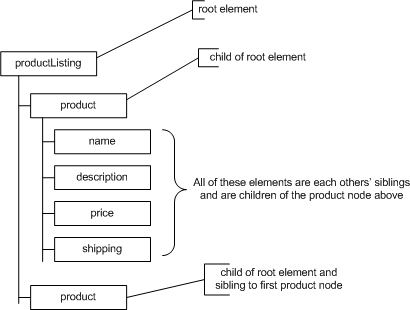 root element
productListing
child of root element
product
name
description
All of these elements are each others' siblings
and are children of the product node above
price
shipping
child of root element and
sibling to first product node
product